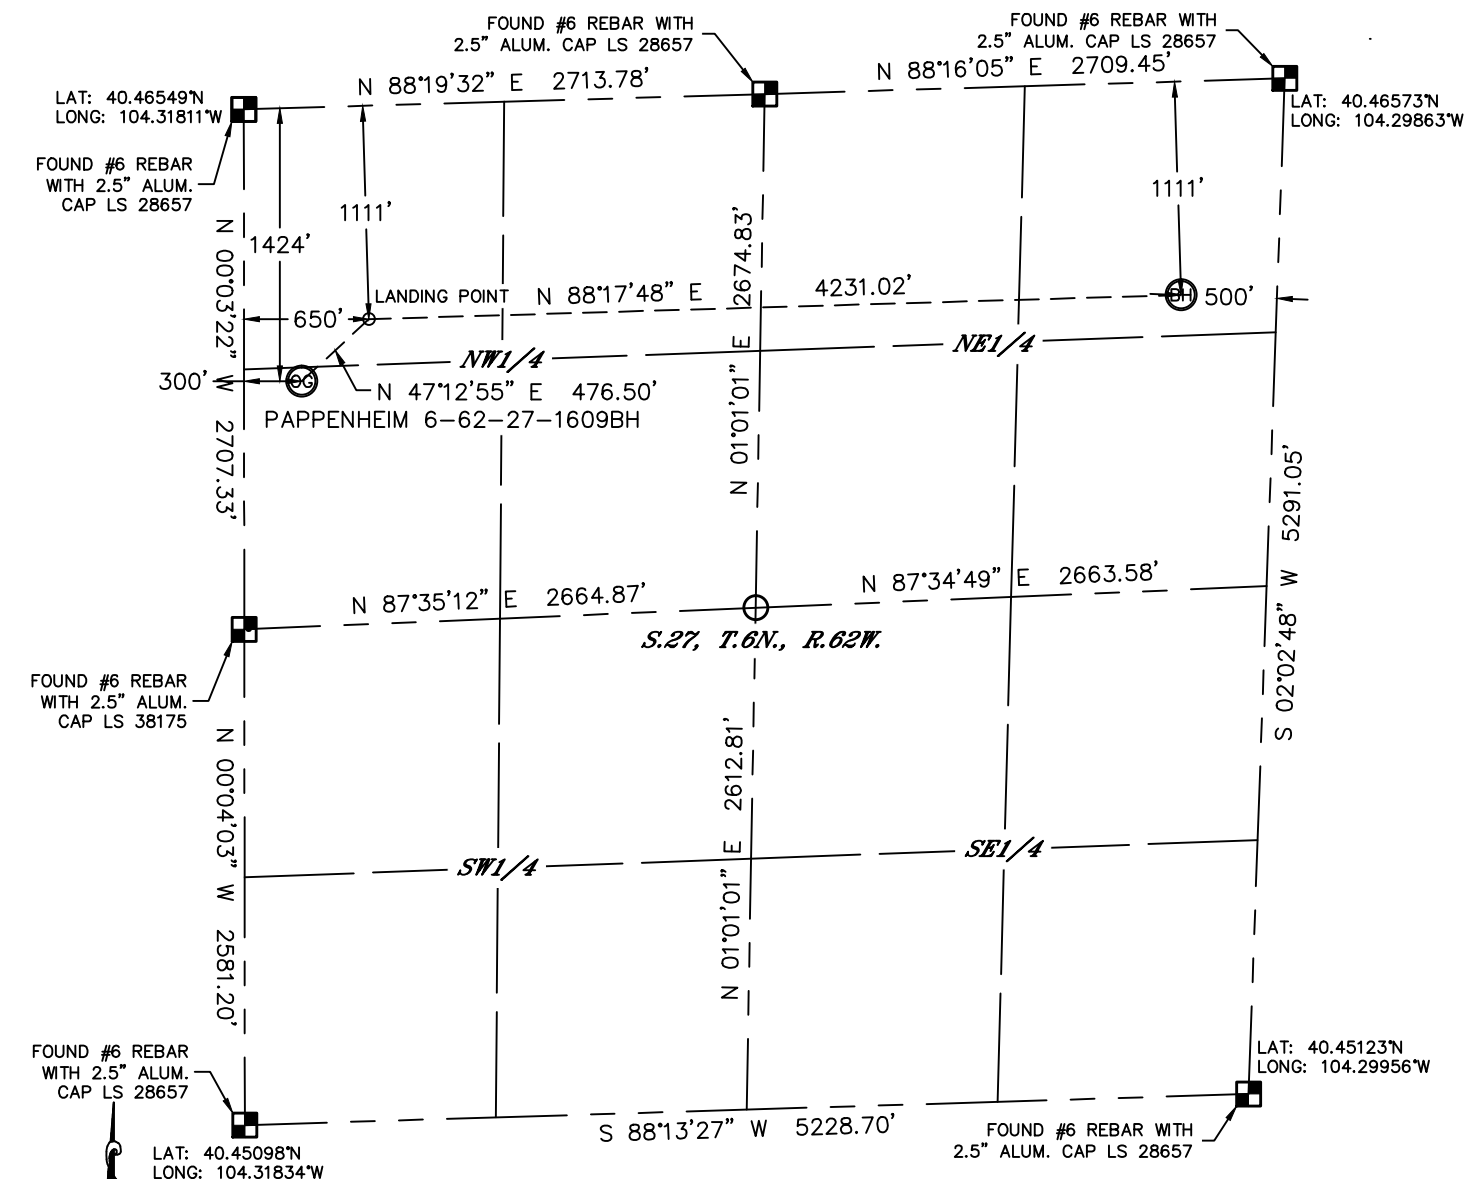 FOUND #6 REBAR WITH
2.5" ALUM. CAP LS 28657
FOUND #6 REBAR WITH
2.5" ALUM. CAP LS 28657
N 88°19'32" E 2713.78'
N 88°16'05" E 2709.45'
LAT: 40.46549°N
LONG: 104.31811°W
LAT: 40.46573°N
LONG: 104.29863°W
FOUND #6 REBAR
WITH 2.5" ALUM.
CAP LS 28657
1111'
1111'
1424'
N 00°03'22" W 2707.33'
N 01°01'01" E 2674.83'
LANDING POINT
N 88°17'48" E 4231.02'
BH
500'
650'
NW1/4
NE1/4
300'
OG
N 47°12'55" E 476.50'
PAPPENHEIM 6-62-27-1609BH
S 02°02'48" W 5291.05'
N 87°35'12" E 2664.87'
N 87°34'49" E 2663.58'
S.27, T.6N., R.62W.
FOUND #6 REBAR
WITH 2.5" ALUM.
CAP LS 38175
N 00°04'03" W 2581.20'
N 01°01'01" E 2612.81'
SW1/4
SE1/4
FOUND #6 REBAR
WITH 2.5" ALUM.
CAP LS 28657
LAT: 40.45123°N
LONG: 104.29956°W
S 88°13'27" W 5228.70'
FOUND #6 REBAR WITH
2.5" ALUM. CAP LS 28657
LAT: 40.45098°N
LONG: 104.31834°W